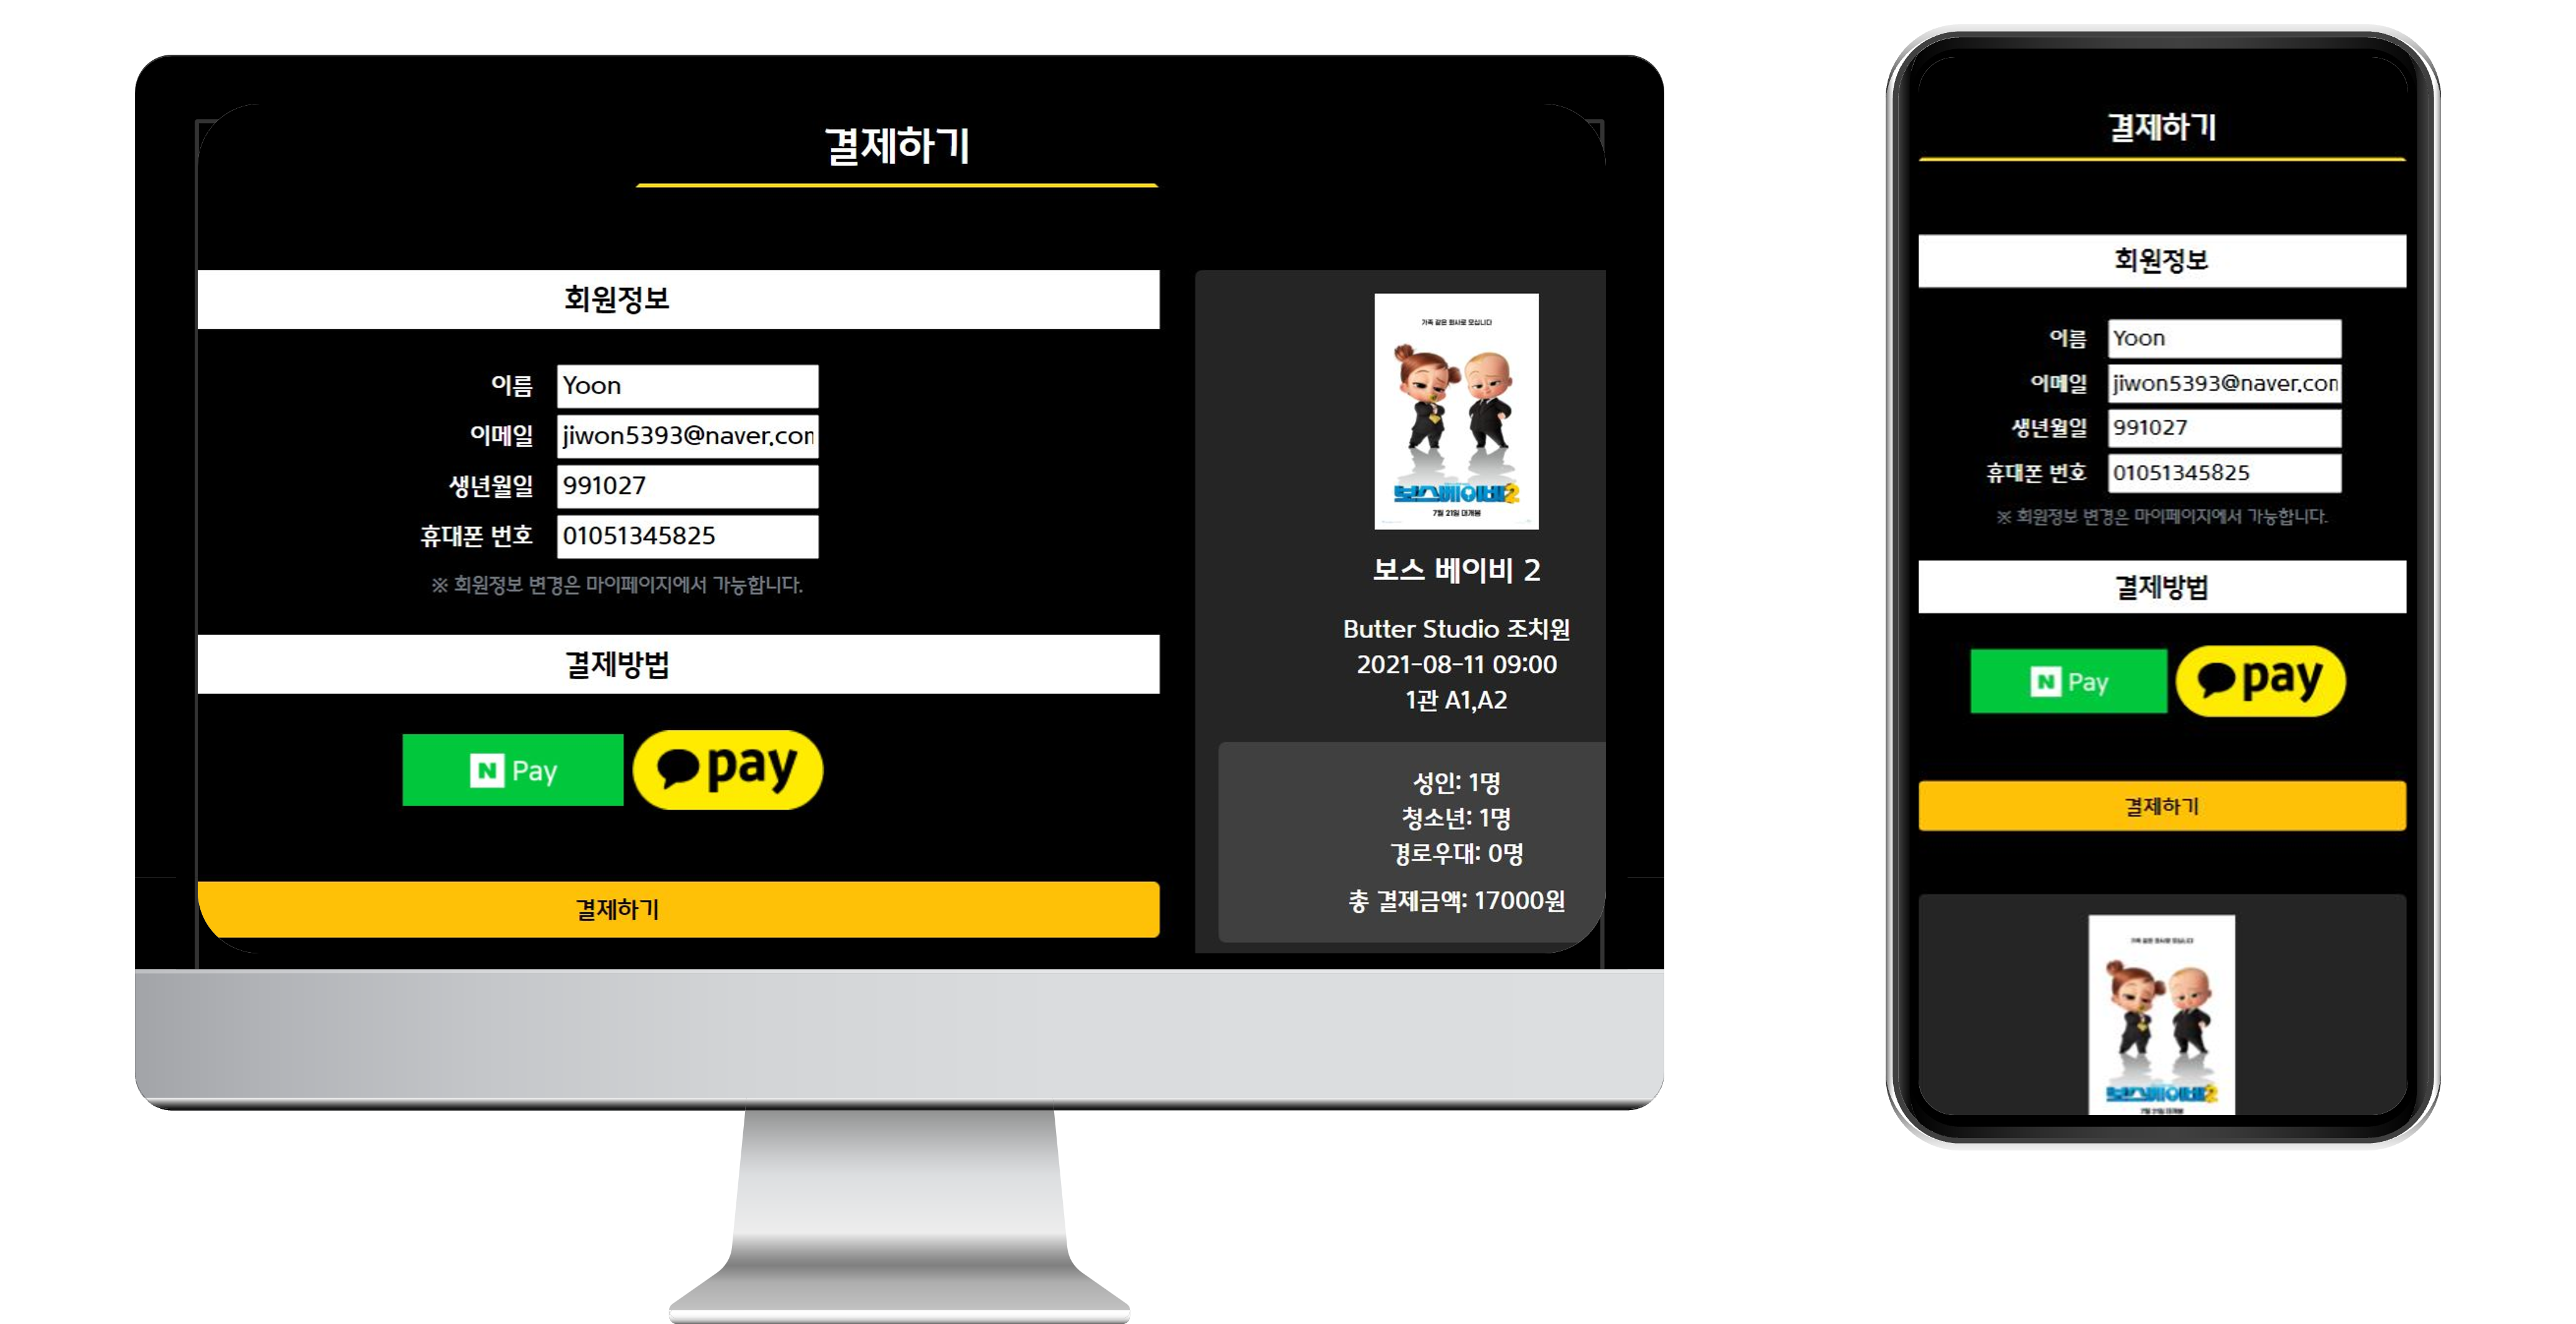 결제하기
회원정보
이름 Yoon
이메일 jiwon5393@naver.con
생년월일 991027
휴대폰 번호 01051345825
※ 회원정보 변경은 마이페이지에서 가능합니다.
결제방법
N Pay pay
결제하기
가족 같은 회사로 모십니다
보스베이비2
7월 21일 대개봉
보스 베이비 2
Butter Studio 조치원
2021-08-11 09:00
1관 A1,A2
성인: 1명
청소년: 1명
경로우대: 0명
총 결제금액: 17000원
결제하기
회원정보
이름 Yoon
이메일 jiwon5393@naver.con
생년월일 991027
휴대폰 번호 01051345825
※ 회원정보 변경은 마이페이지에서 가능합니다.
결제방법
N Pay pay
결제하기
가족 같은 회사로 모십니다
보스베이비2
7월 21일 대개봉